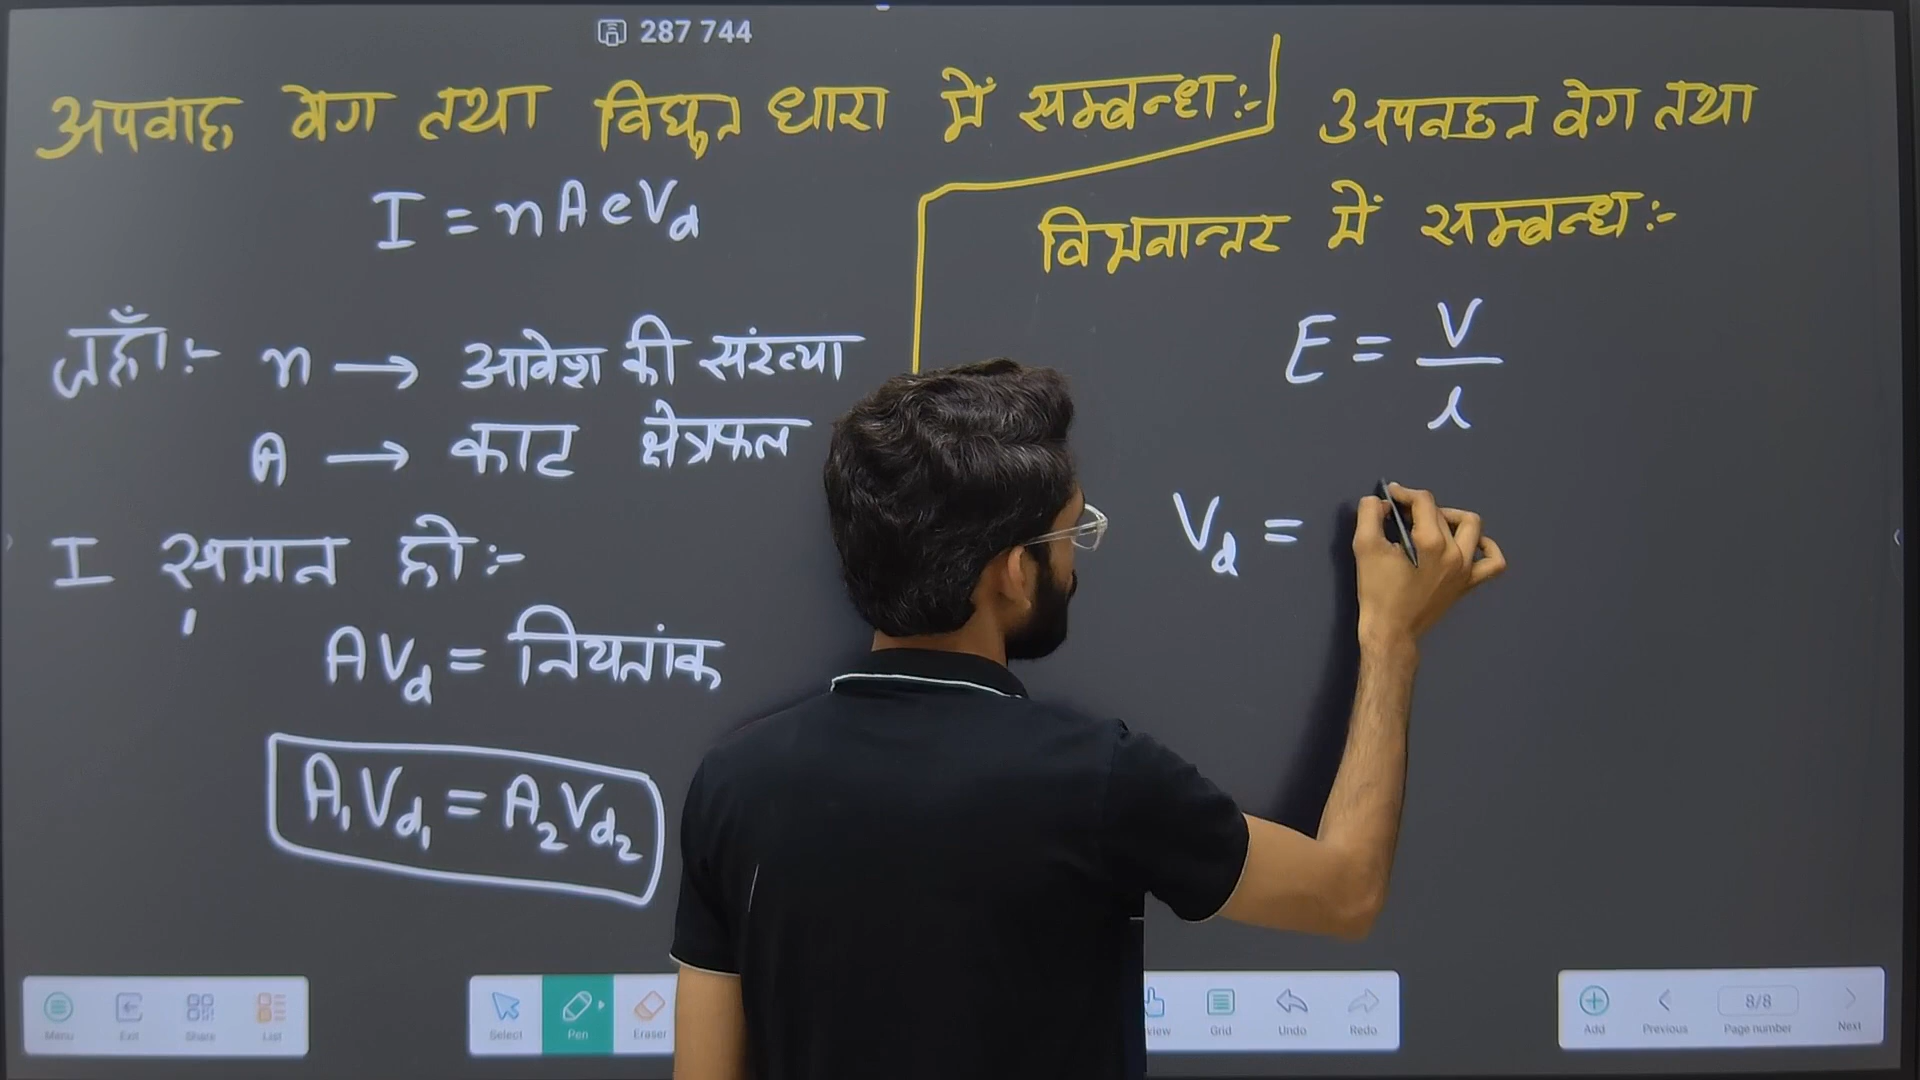 287 744
अपवाह वेग तथा विद्युत धारा में सम्बन्ध:-
I = nAeVd
जहाँ:- n → आवेश की संख्या
A → काट क्षेत्रफल
I समान हो:-
AVd = नियतांक
A₁Vd₁ = A₂Vd₂
वेग तथा
विभवान्तर में सम्बन्ध:-
E = V/l
Vd =
Menu Exit Share List
Select Pen Eraser
view Grid Undo Redo
Add Previous 8/8 Page number Next